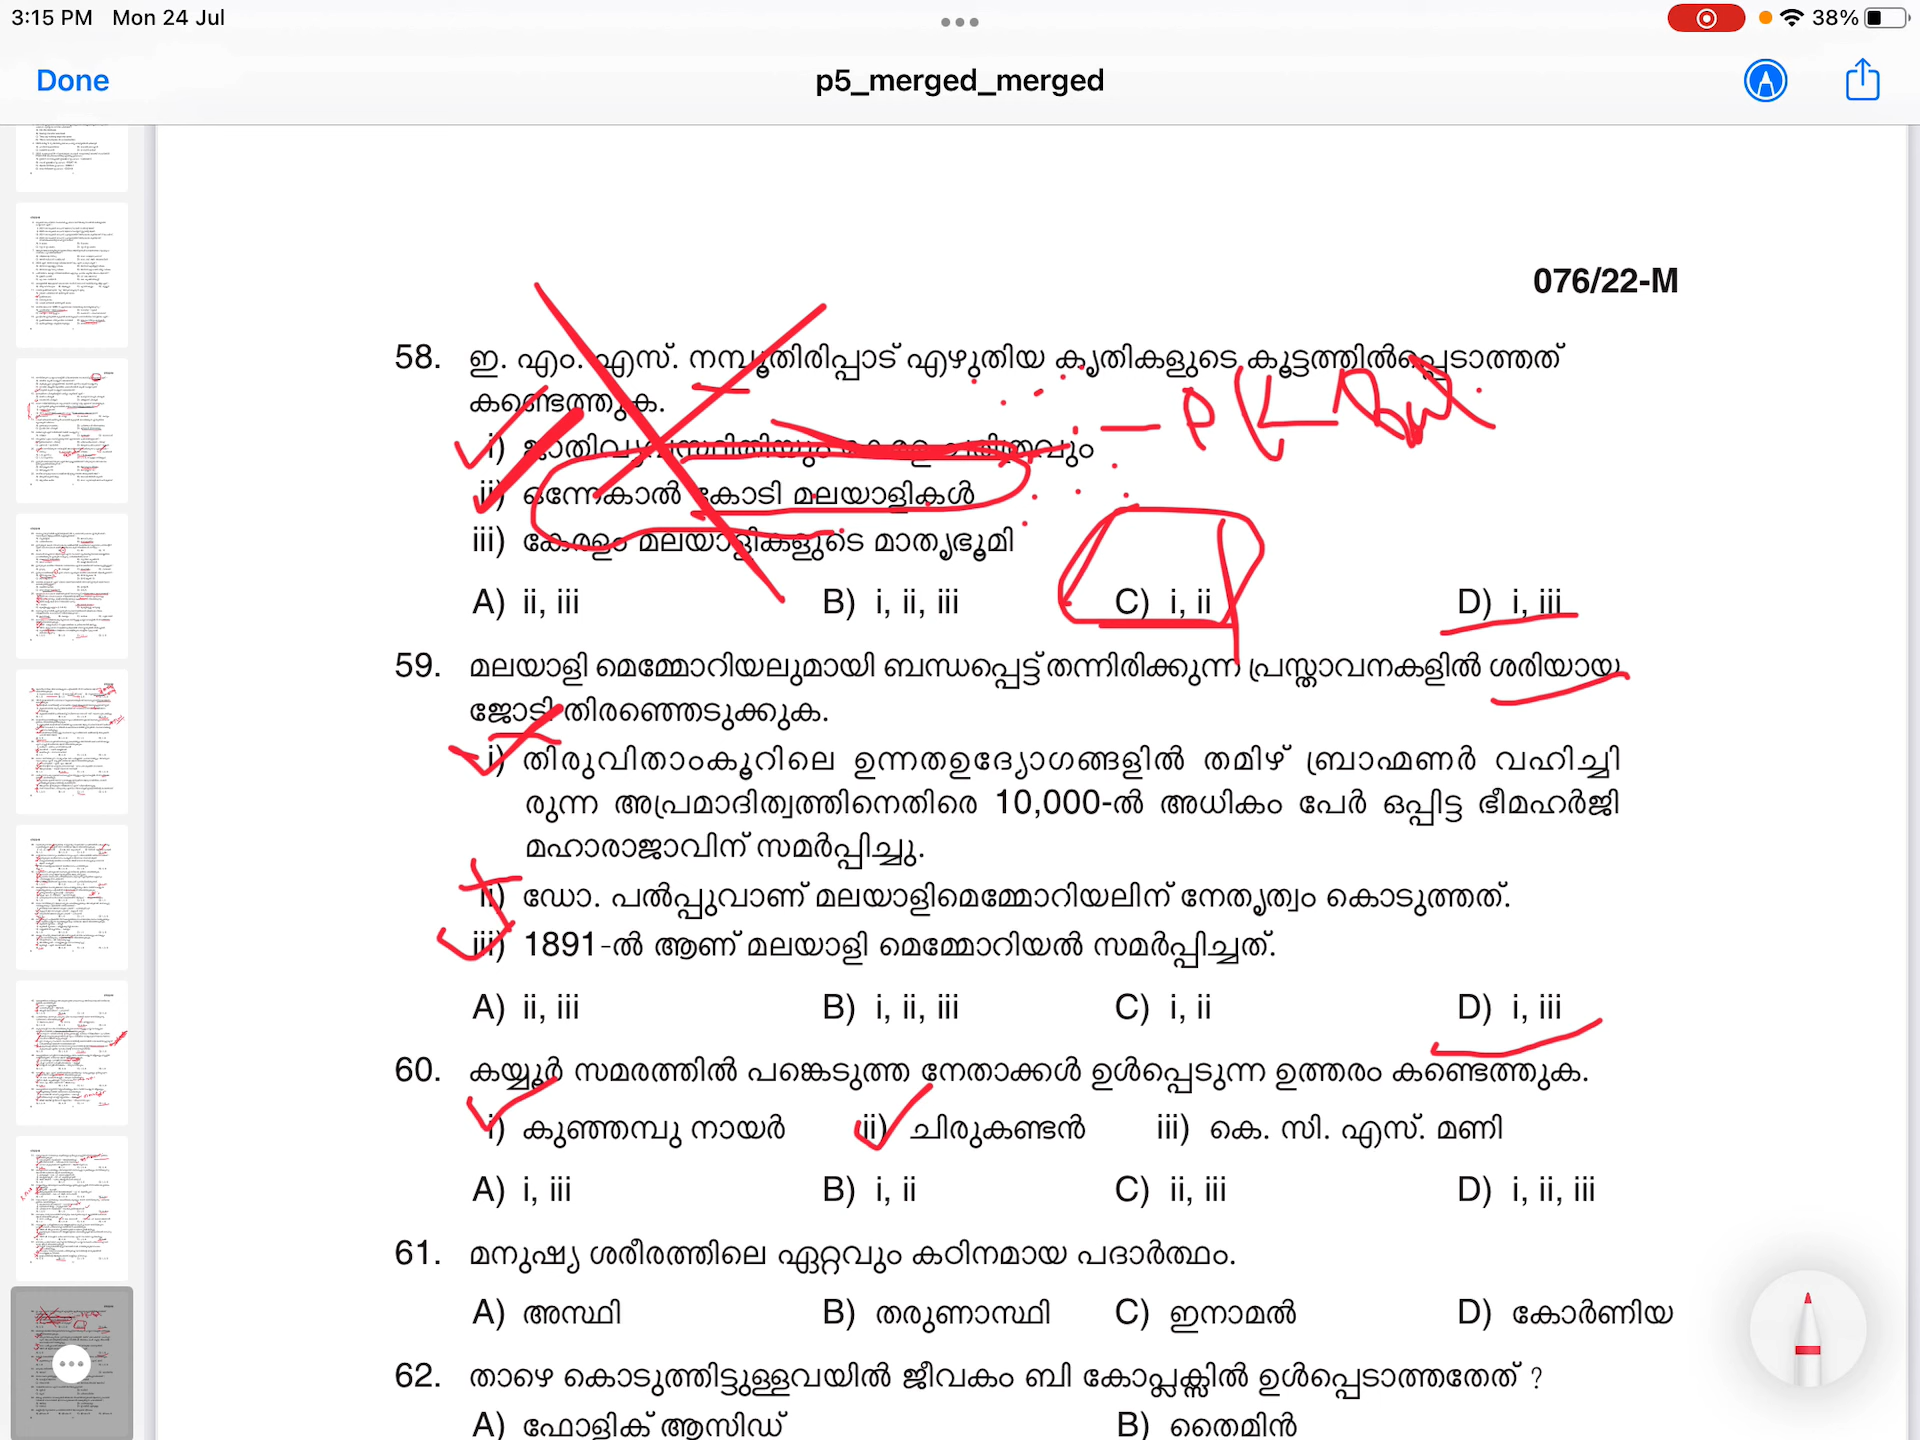 3:15 PM Mon 24 Jul
38%
Done
p5_merged_merged
076/22-M
58. ഇ. എം. എസ്. നമ്പൂതിരിപ്പാട് എഴുതിയ കൃതികളുടെ കൂട്ടത്തിൽപ്പെടാത്തത്
കണ്ടെത്തുക.
- P K Bal
i) ജാതിവ്യവസ്ഥിതിയും കേരള ചരിത്രവും
ii) ഒന്നേകാൽ കോടി മലയാളികൾ
iii) കേരളം മലയാളികളുടെ മാതൃഭൂമി
A) ii, iii B) i, ii, iii C) i, ii D) i, iii
59. മലയാളി മെമ്മോറിയലുമായി ബന്ധപ്പെട്ട് തന്നിരിക്കുന്ന പ്രസ്താവനകളിൽ ശരിയായ
ജോടി തിരഞ്ഞെടുക്കുക.
i) തിരുവിതാംകൂറിലെ ഉന്നതഉദ്യോഗങ്ങളിൽ തമിഴ് ബ്രാഹ്മണർ വഹിച്ചി
രുന്ന അപ്രമാദിത്വത്തിനെതിരെ 10,000-ൽ അധികം പേർ ഒപ്പിട്ട ഭീമഹർജി
മഹാരാജാവിന് സമർപ്പിച്ചു.
ii) ഡോ. പൽപ്പുവാണ് മലയാളിമെമ്മോറിയലിന് നേതൃത്വം കൊടുത്തത്.
iii) 1891-ൽ ആണ് മലയാളി മെമ്മോറിയൽ സമർപ്പിച്ചത്.
A) ii, iii B) i, ii, iii C) i, ii D) i, iii
60. കയ്യൂർ സമരത്തിൽ പങ്കെടുത്ത നേതാക്കൾ ഉൾപ്പെടുന്ന ഉത്തരം കണ്ടെത്തുക.
i) കുഞ്ഞമ്പു നായർ ii) ചിരുകണ്ടൻ iii) കെ. സി. എസ്. മണി
A) i, iii B) i, ii C) ii, iii D) i, ii, iii
61. മനുഷ്യ ശരീരത്തിലെ ഏറ്റവും കഠിനമായ പദാർത്ഥം.
A) അസ്ഥി B) തരുണാസ്ഥി C) ഇനാമൽ D) കോർണിയ
62. താഴെ കൊടുത്തിട്ടുള്ളവയിൽ ജീവകം ബി കോപ്ലക്സിൽ ഉൾപ്പെടാത്തതേത് ?
A) ഫോളിക് ആസിഡ് B) തൈമിൻ